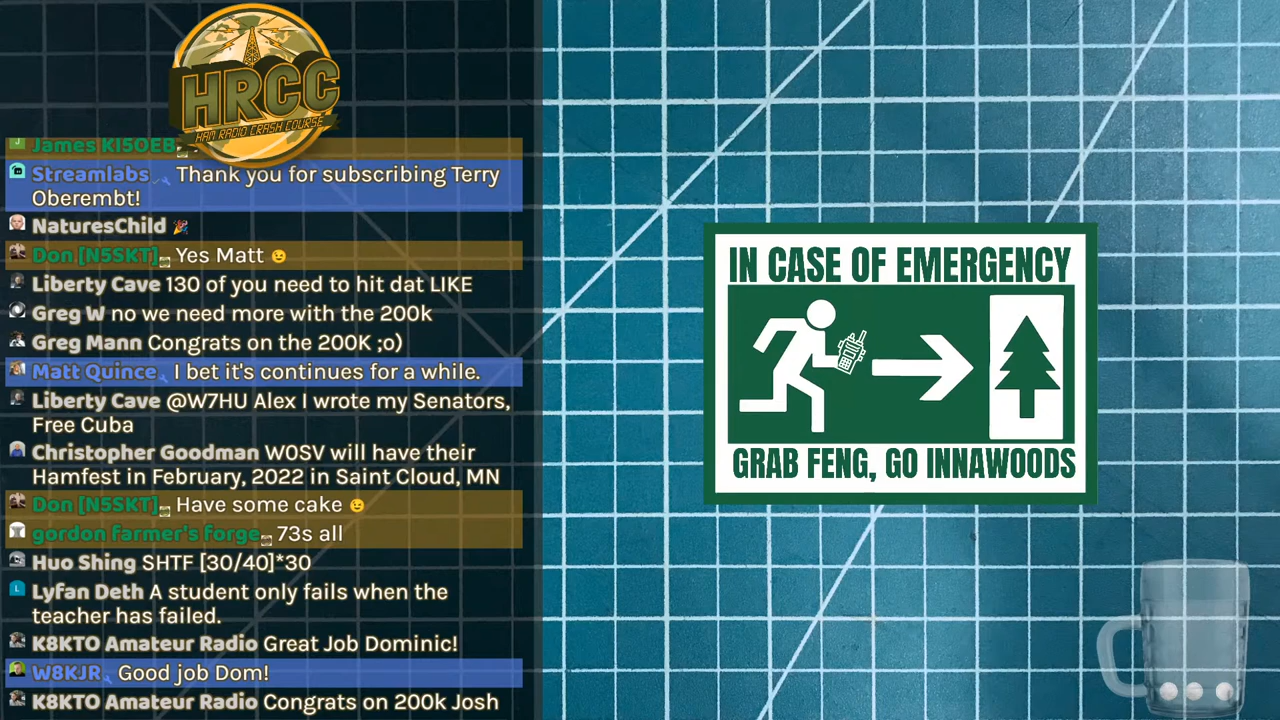 HRCC
HAM RADIO CRASH COURSE
James KI5OEB
Streamlabs Thank you for subscribing Terry
Oberembt!
NaturesChild 🎉
Don [N5SKT] Yes Matt 😉
Liberty Cave 130 of you need to hit dat LIKE
Greg W no we need more with the 200k
Greg Mann Congrats on the 200K ;o)
Matt Quince I bet it's continues for a while.
Liberty Cave @W7HU Alex I wrote my Senators,
Free Cuba
Christopher Goodman W0SV will have their
Hamfest in February, 2022 in Saint Cloud, MN
Don [N5SKT] Have some cake 😉
gordon farmer's forge 73s all
Huo Shing SHTF [30/40]*30
Lyfan Deth A student only fails when the
teacher has failed.
K8KTO Amateur Radio Great Job Dominic!
W8KJR Good job Dom!
K8KTO Amateur Radio Congrats on 200k Josh
IN CASE OF EMERGENCY
GRAB FENG, GO INNAWOODS